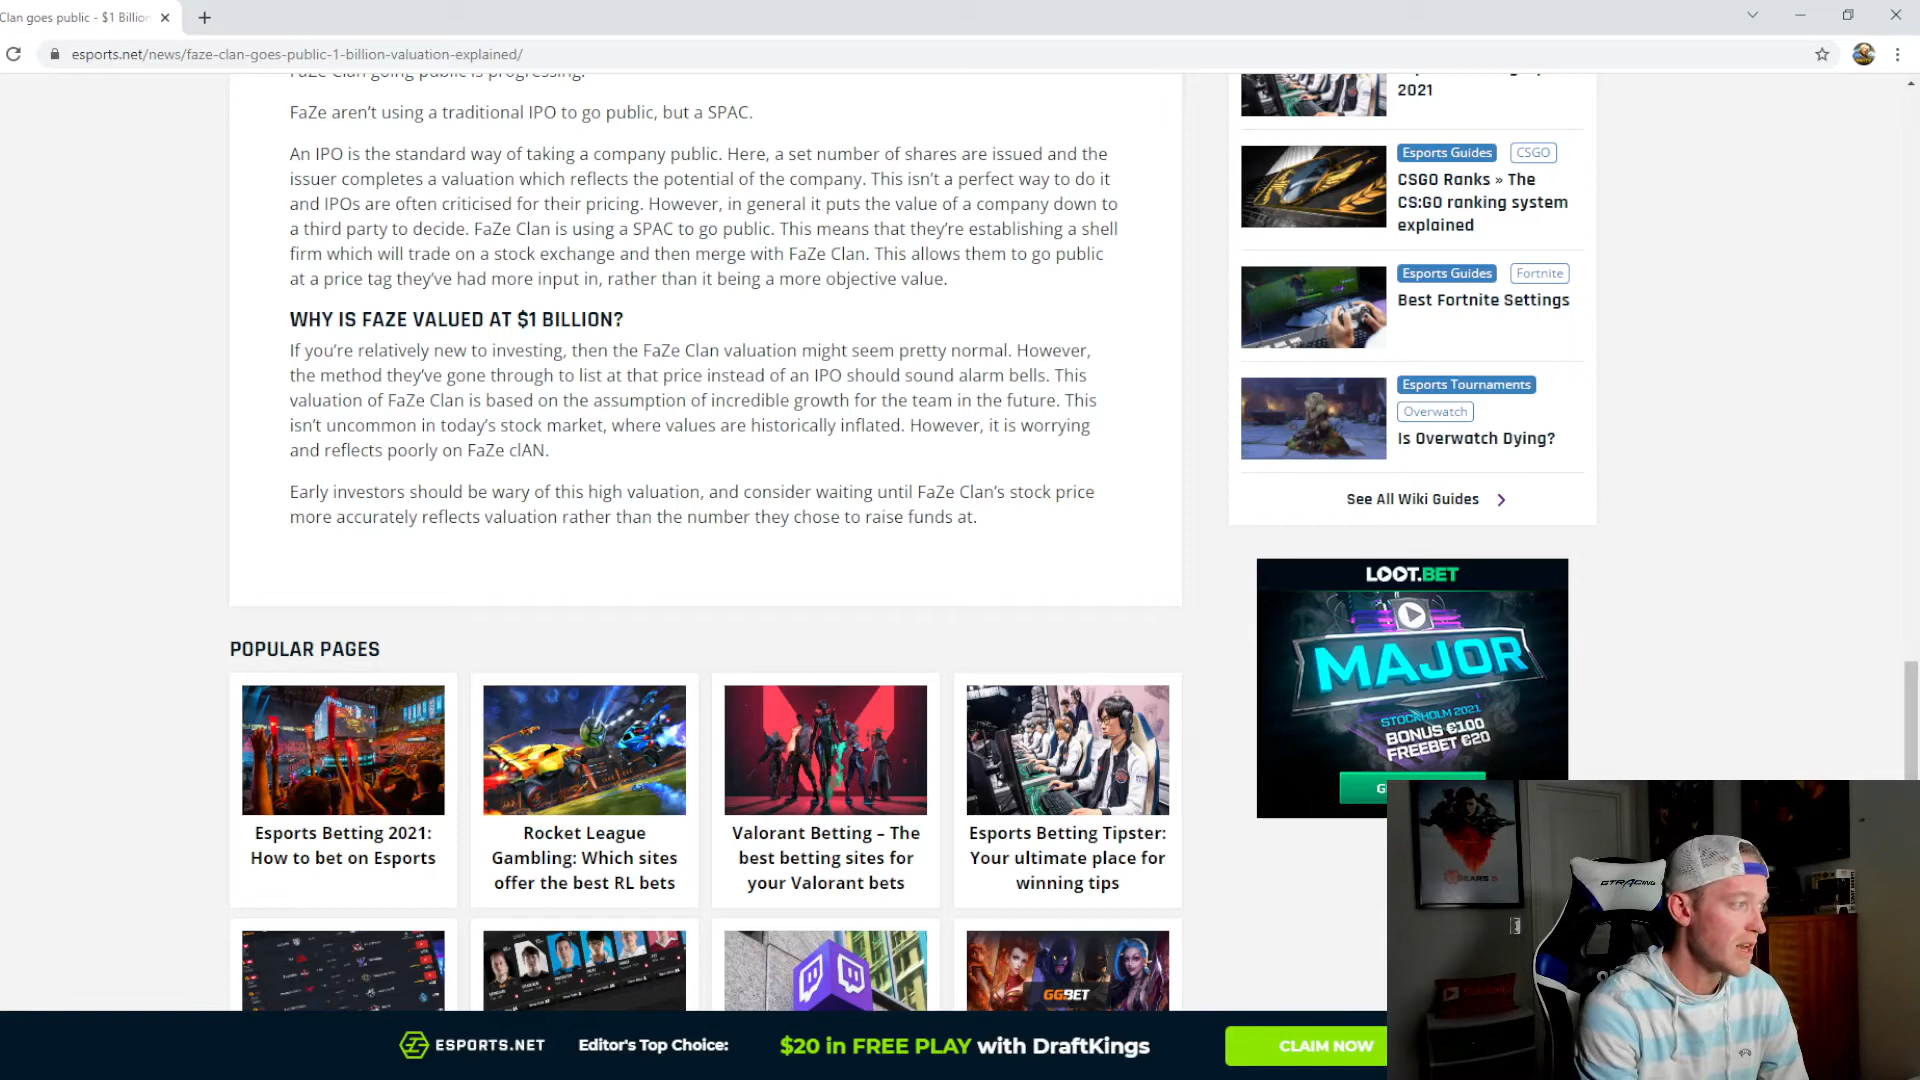 Clan goes public - $1 Billion
esports.net/news/faze-clan-goes-public-1-billion-valuation-explained/
FaZe Clan going public is progressing.
FaZe aren't using a traditional IPO to go public, but a SPAC.
An IPO is the standard way of taking a company public. Here, a set number of shares are issued and the
issuer completes a valuation which reflects the potential of the company. This isn't a perfect way to do it
and IPOs are often criticised for their pricing. However, in general it puts the value of a company down to
a third party to decide. FaZe Clan is using a SPAC to go public. This means that they're establishing a shell
firm which will trade on a stock exchange and then merge with FaZe Clan. This allows them to go public
at a price tag they've had more input in, rather than it being a more objective value.
WHY IS FAZE VALUED AT $1 BILLION?
If you're relatively new to investing, then the FaZe Clan valuation might seem pretty normal. However,
the method they've gone through to list at that price instead of an IPO should sound alarm bells. This
valuation of FaZe Clan is based on the assumption of incredible growth for the team in the future. This
isn't uncommon in today's stock market, where values are historically inflated. However, it is worrying
and reflects poorly on FaZe clAN.
Early investors should be wary of this high valuation, and consider waiting until FaZe Clan's stock price
more accurately reflects valuation rather than the number they chose to raise funds at.
2021
Esports Guides CSGO
CSGO Ranks » The
CS:GO ranking system
explained
Esports Guides Fortnite
Best Fortnite Settings
Esports Tournaments
Overwatch
Is Overwatch Dying?
See All Wiki Guides
LOOT.BET
MAJOR
STOCKHOLM 2021
BONUS €100
FREEBET €20
G
POPULAR PAGES
Esports Betting 2021:
How to bet on Esports
Rocket League
Gambling: Which sites
offer the best RL bets
Valorant Betting – The
best betting sites for
your Valorant bets
Esports Betting Tipster:
Your ultimate place for
winning tips
GGBET
ESPORTS.NET
Editor's Top Choice:
$20 in FREE PLAY with DraftKings
CLAIM NOW
GEARS 5
GTRACING